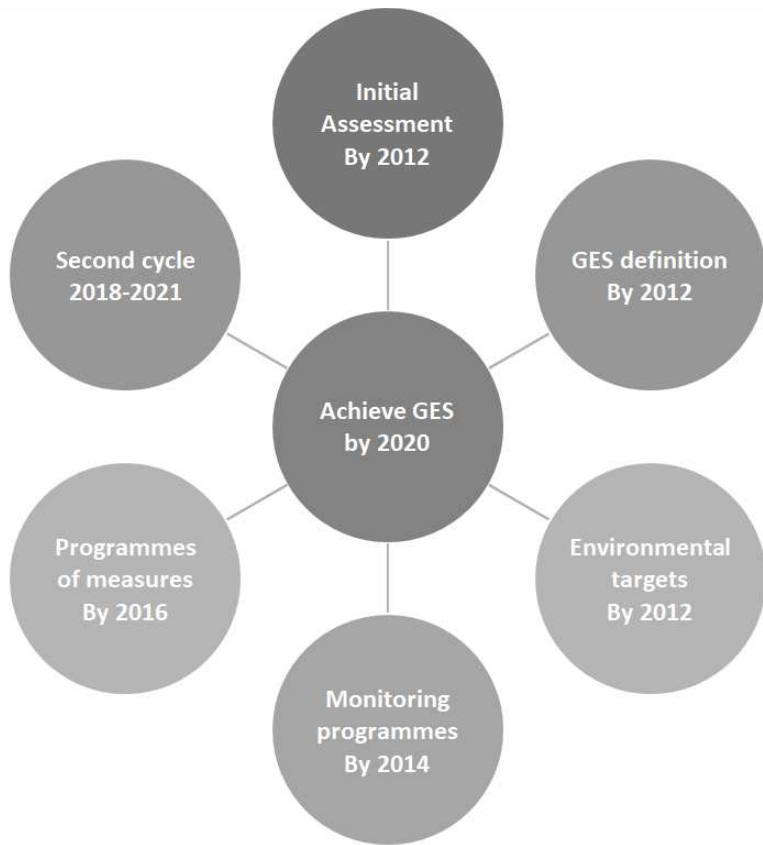 Initial
Assessment
By 2012
GES definition
By 2012
Environmental
targets
By 2012
Monitoring
programmes
By 2014
Programmes
of measures
By 2016
Second cycle
2018-2021
Achieve GES
by 2020